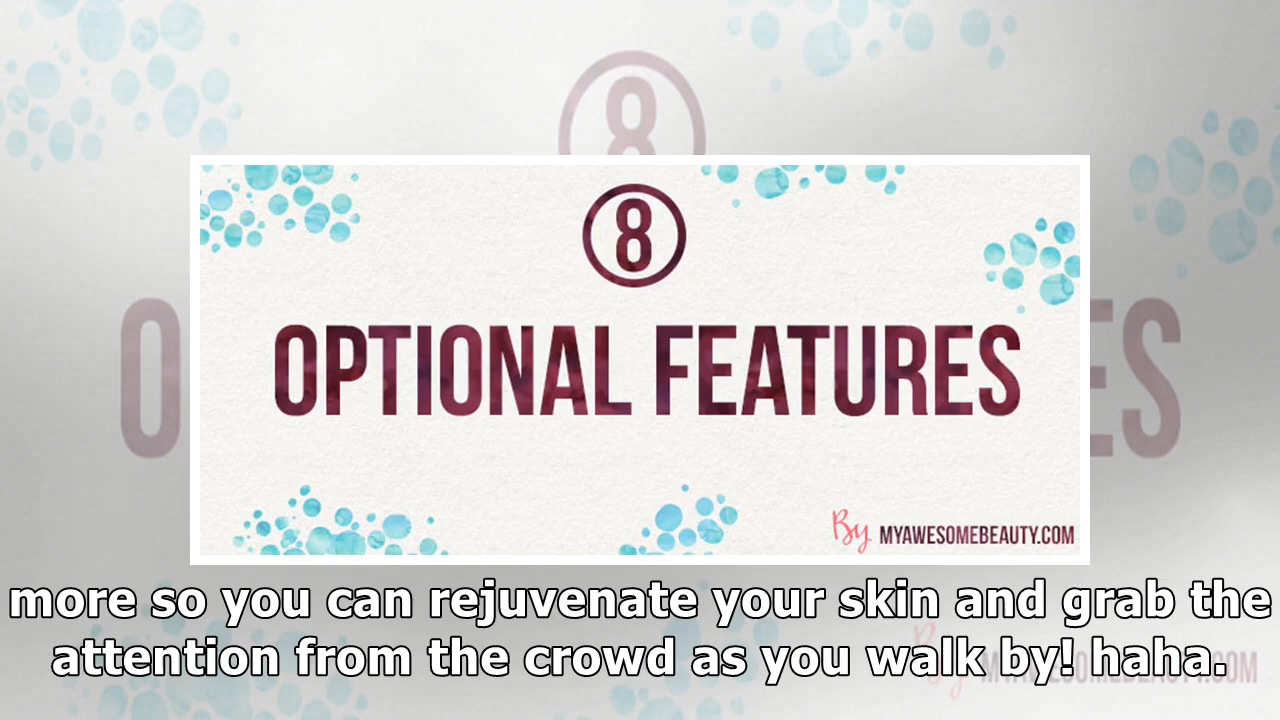 8
OPTIONAL FEATURES
By MYAWESOMEBEAUTY.COM
more so you can rejuvenate your skin and grab the
attention from the crowd as you walk by! haha.